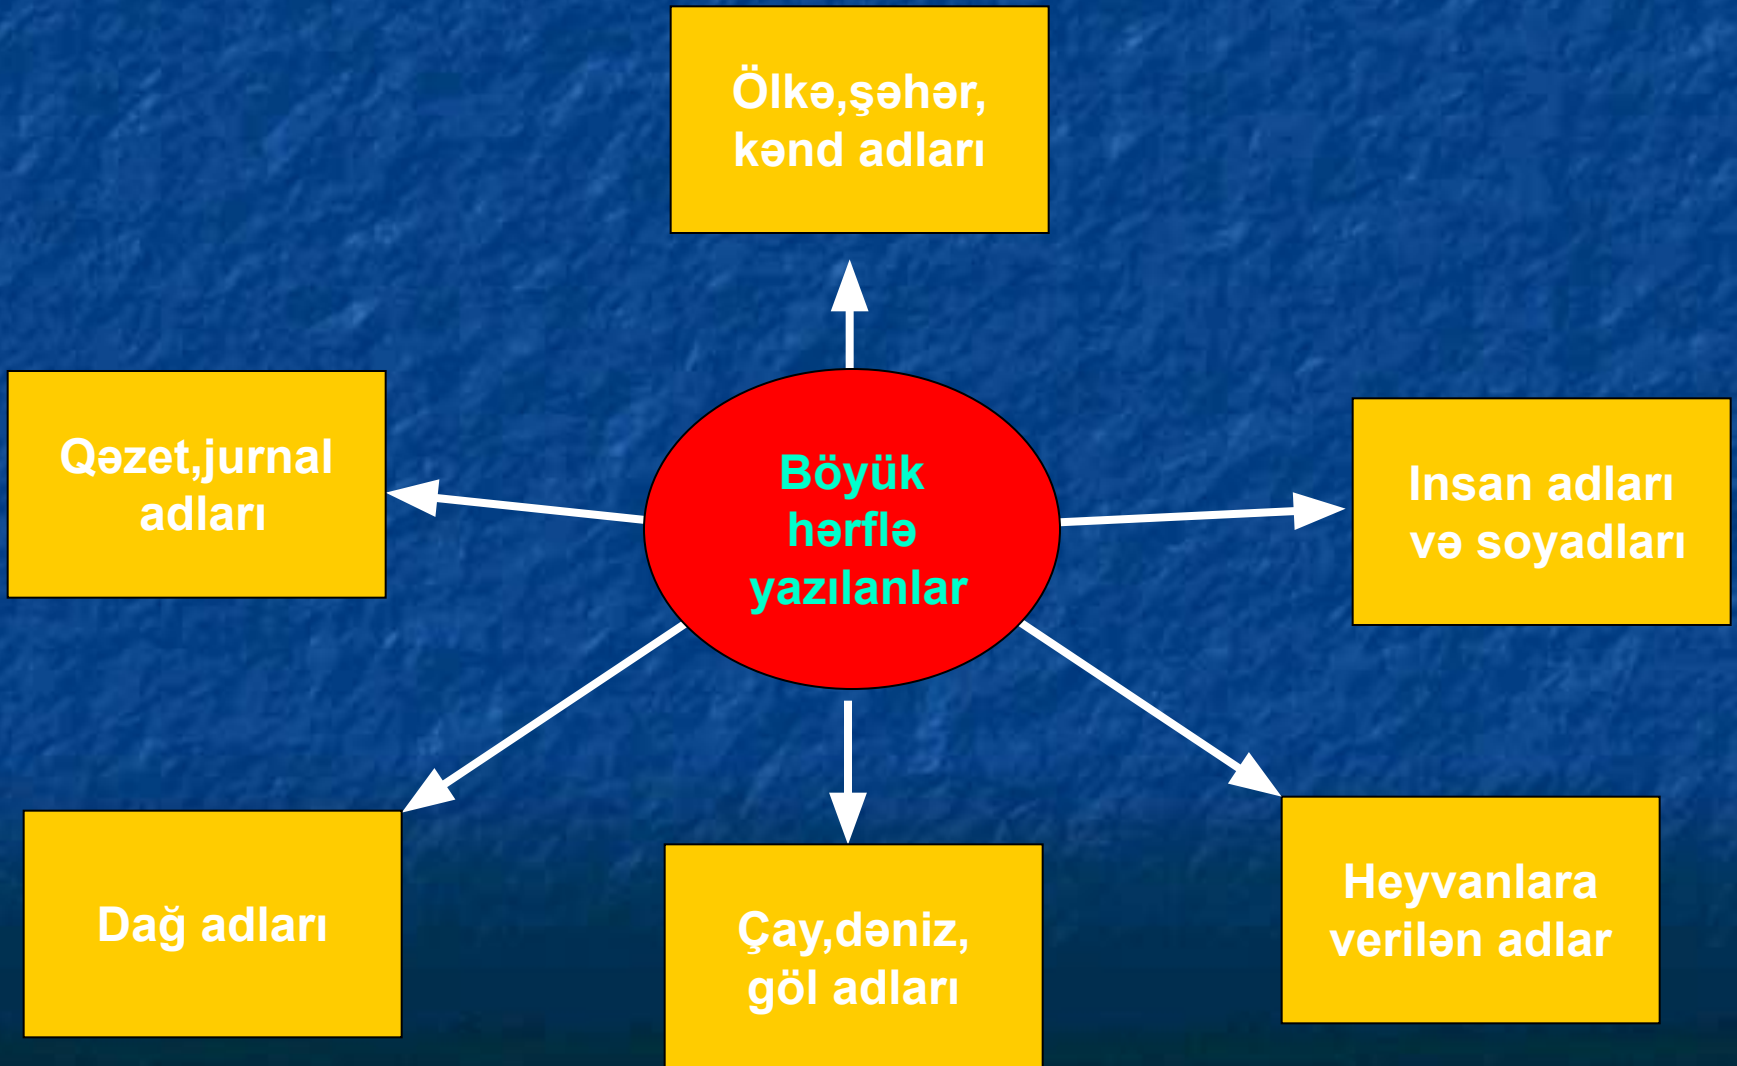 Ölkə,şəhər,
kənd adları
Qəzet,jurnal
adları
Böyük
hərflə
yazılanlar
Insan adları
və soyadları
Dağ adları
Çay,dəniz,
göl adları
Heyvanlara
verilən adlar